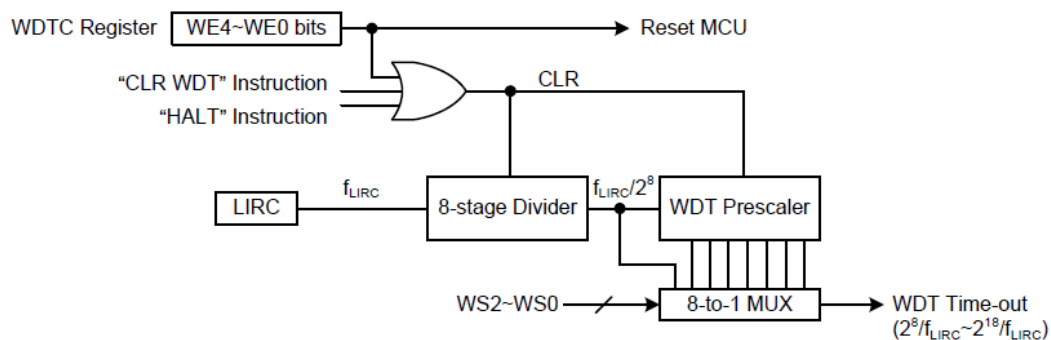 WDTC Register WE4~WE0 bits Reset MCU
“CLR WDT” Instruction
CLR
“HALT” Instruction
LIRC
fLIRC
8-stage Divider
fLIRC/2⁸
WDT Prescaler
WS2~WS0
8-to-1 MUX
WDT Time-out
(2⁸/fLIRC~2¹⁸/fLIRC)